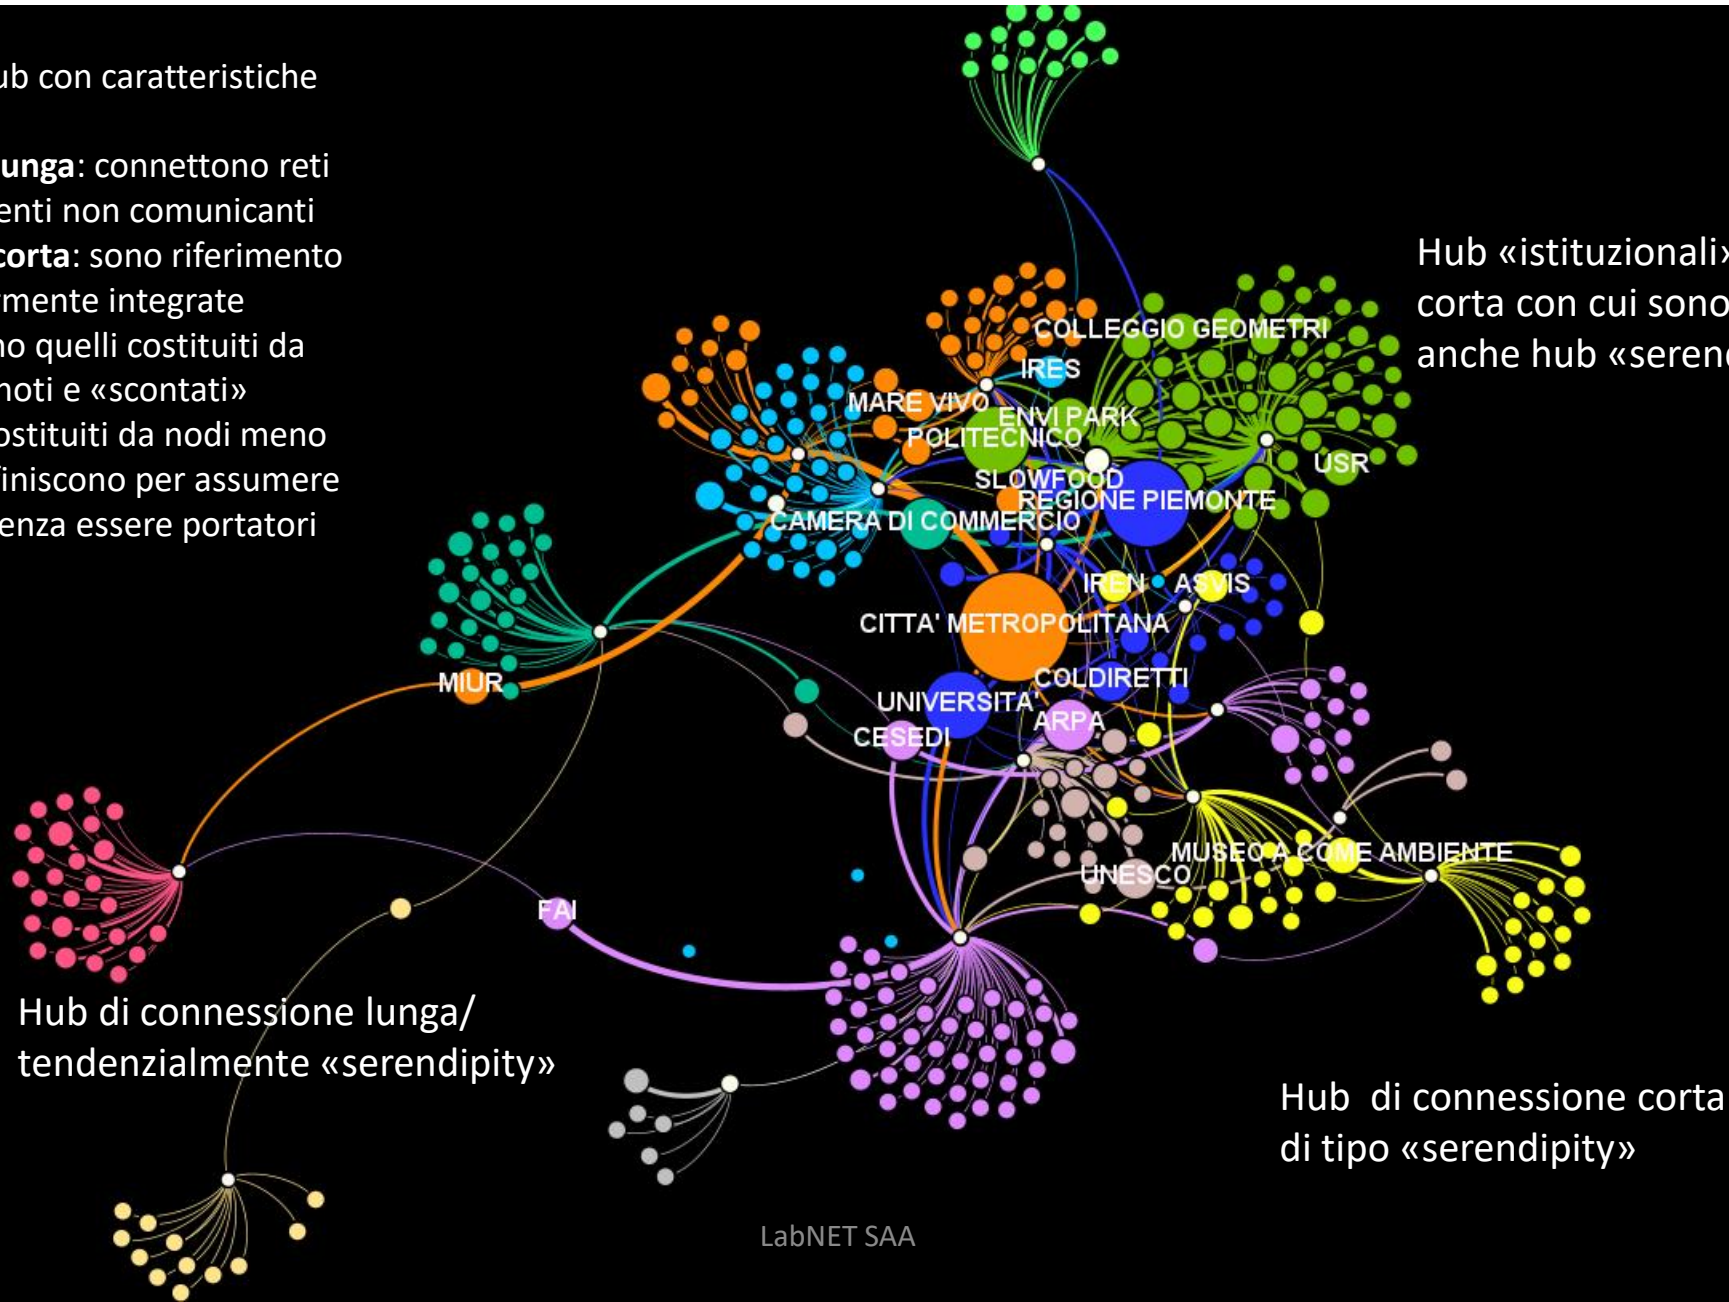 ub con caratteristiche
unga: connettono reti
enti non comunicanti
corta: sono riferimento
rmente integrate
no quelli costituiti da
noti e «scontati»
ostituiti da nodi meno
finiscono per assumere
enza essere portatori
Hub «istituzionali»
corta con cui sono
anche hub «seren
COLLEGGIO GEOMETRI
IRES
MARE VIVO
ENVI PARK
POLITECNICO
USR
SLOWFOOD
REGIONE PIEMONTE
CAMERA DI COMMERCIO
IREN
ASVIS
CITTA' METROPOLITANA
MIUR
COLDIRETTI
UNIVERSITA'
ARPA
CESEDI
MUSEO A COME AMBIENTE
UNESCO
FAI
Hub di connessione lunga/
tendenzialmente «serendipity»
Hub di connessione corta
di tipo «serendipity»
LabNET SAA